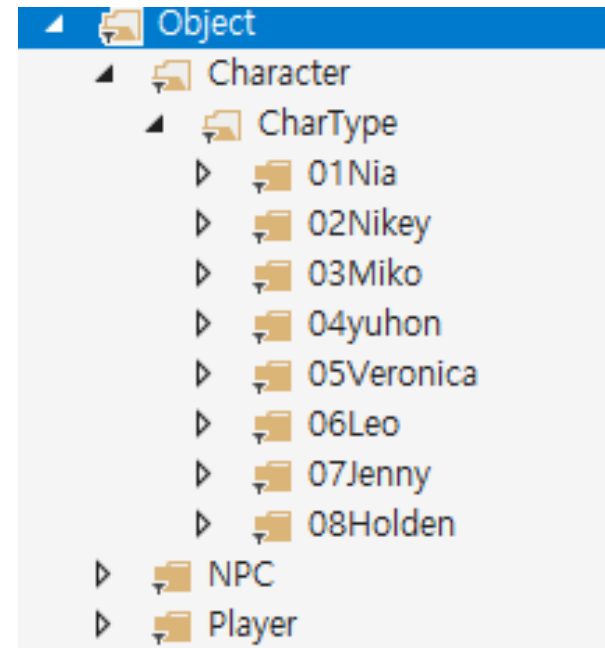 Object
Character
CharType
01Nia
02Nikey
03Miko
04yuhon
05Veronica
06Leo
07Jenny
08Holden
NPC
Player